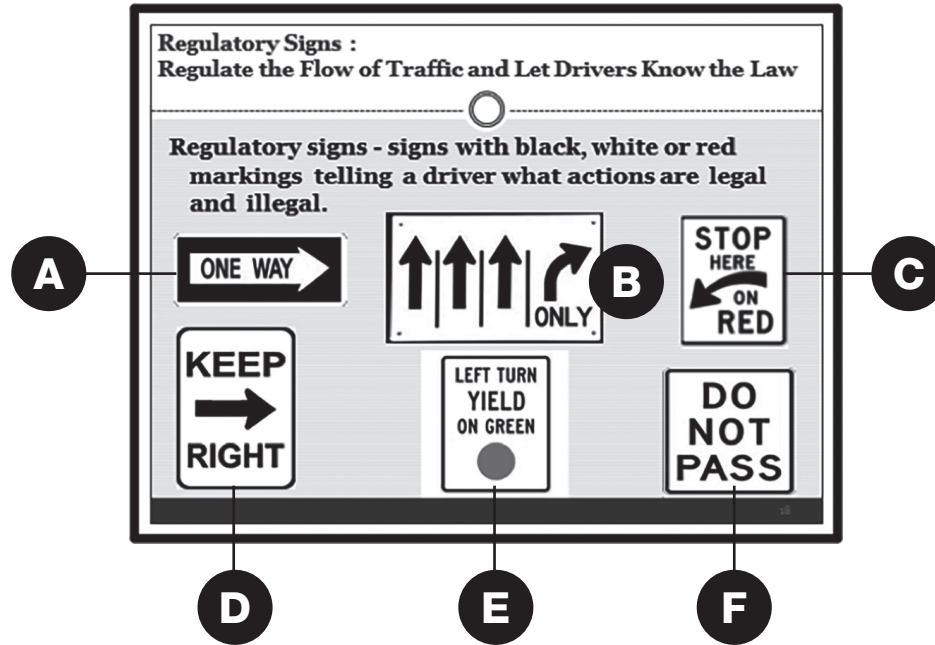 Regulatory Signs :
Regulate the Flow of Traffic and Let Drivers Know the Law
Regulatory signs - signs with black, white or red
markings telling a driver what actions are legal
and illegal.
A
ONE WAY
ONLY
B
STOP
HERE
ON
RED
C
KEEP
RIGHT
LEFT TURN
YIELD
ON GREEN
DO
NOT
PASS
D
E
F